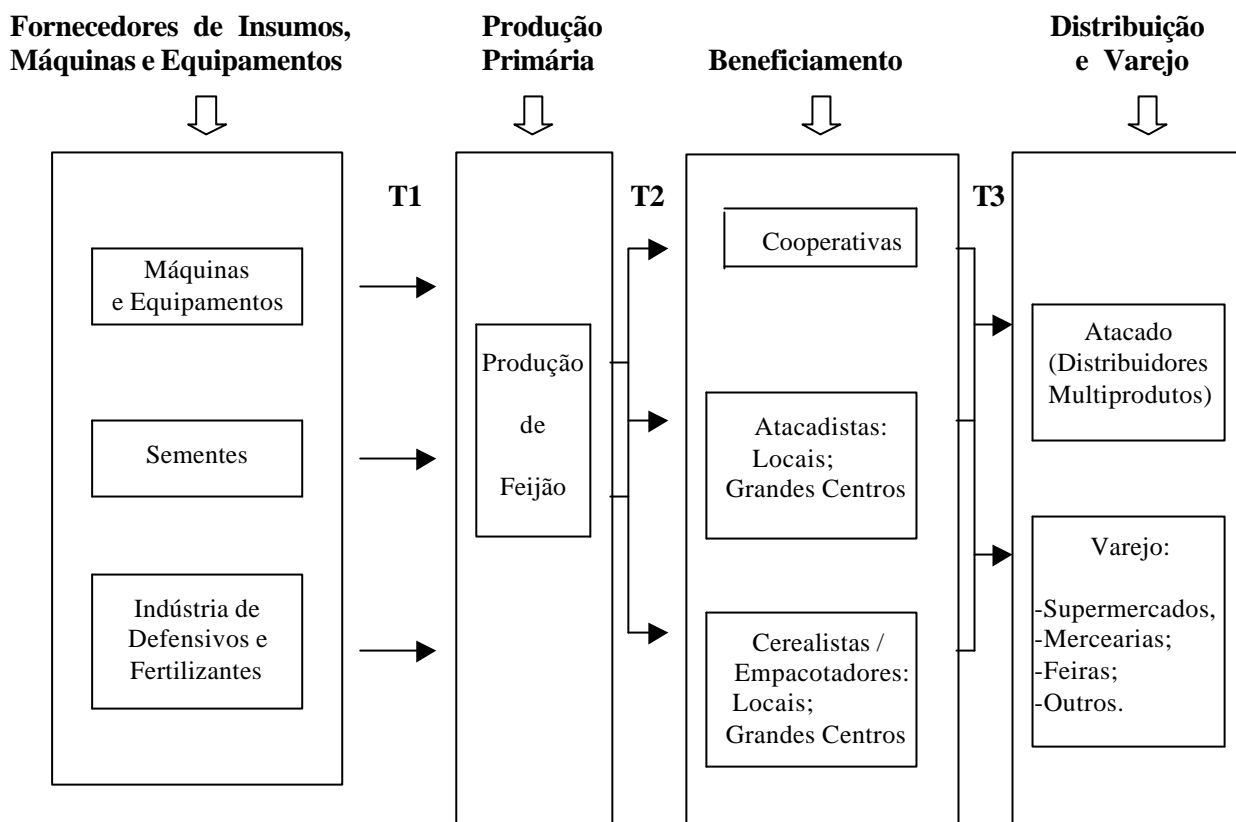 Fornecedores de Insumos,
Máquinas e Equipamentos
Produção
Primária
Beneficiamento
Distribuição
e Varejo
T1
T2
T3
Máquinas
e Equipamentos
Sementes
Indústria de
Defensivos e
Fertilizantes
Produção
de
Feijão
Cooperativas
Atacadistas:
Locais;
Grandes Centros
Cerealistas /
Empacotadores:
Locais;
Grandes Centros
Atacado
(Distribuidores
Multiprodutos)
Varejo:
-Supermercados,
-Mercearias;
-Feiras;
-Outros.